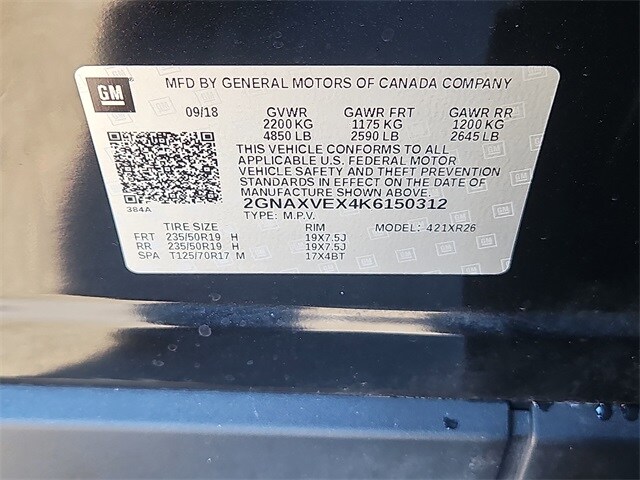 GM
MFD BY GENERAL MOTORS OF CANADA COMPANY
09/18 GVWR GAWR FRT GAWR RR
2200 KG 1175 KG 1200 KG
4850 LB 2590 LB 2645 LB
THIS VEHICLE CONFORMS TO ALL
APPLICABLE U.S. FEDERAL MOTOR
VEHICLE SAFETY AND THEFT PREVENTION
STANDARDS IN EFFECT ON THE DATE OF
MANUFACTURE SHOWN ABOVE.
384A 2GNAXVEX4K6150312
TYPE: M.P.V.
TIRE SIZE RIM MODEL: 421XR26
FRT 235/50R19 H 19X7.5J
RR 235/50R19 H 19X7.5J
SPA T125/70R17 M 17X4BT